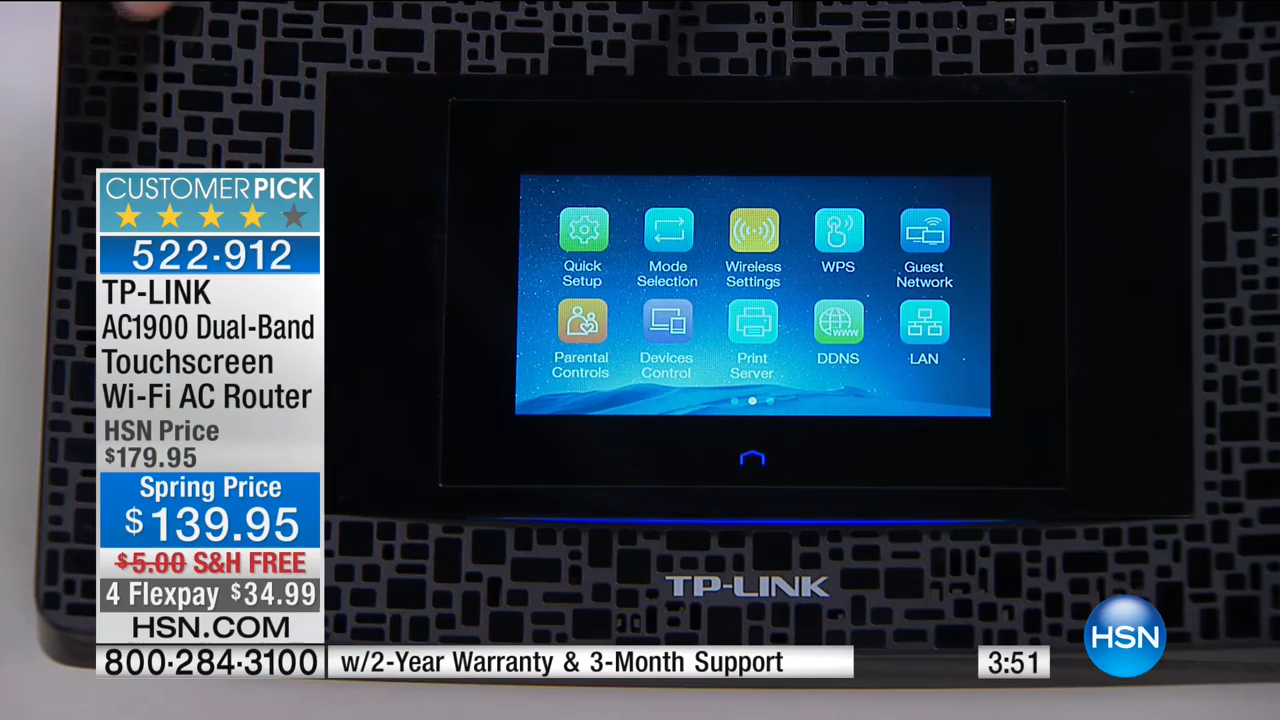 CUSTOMER PICK
522·912
TP-LINK
AC1900 Dual-Band
Touchscreen
Wi-Fi AC Router
HSN Price
$179.95
Spring Price
$139.95
$5.00 S&H FREE
4 Flexpay $34.99
HSN.COM
800·284·3100
w/2-Year Warranty & 3-Month Support
3:51
HSN
Quick
Setup
Mode
Selection
Wireless
Settings
WPS
Guest
Network
Parental
Controls
Devices
Control
Print
Server
WWW
DDNS
LAN
TP-LINK